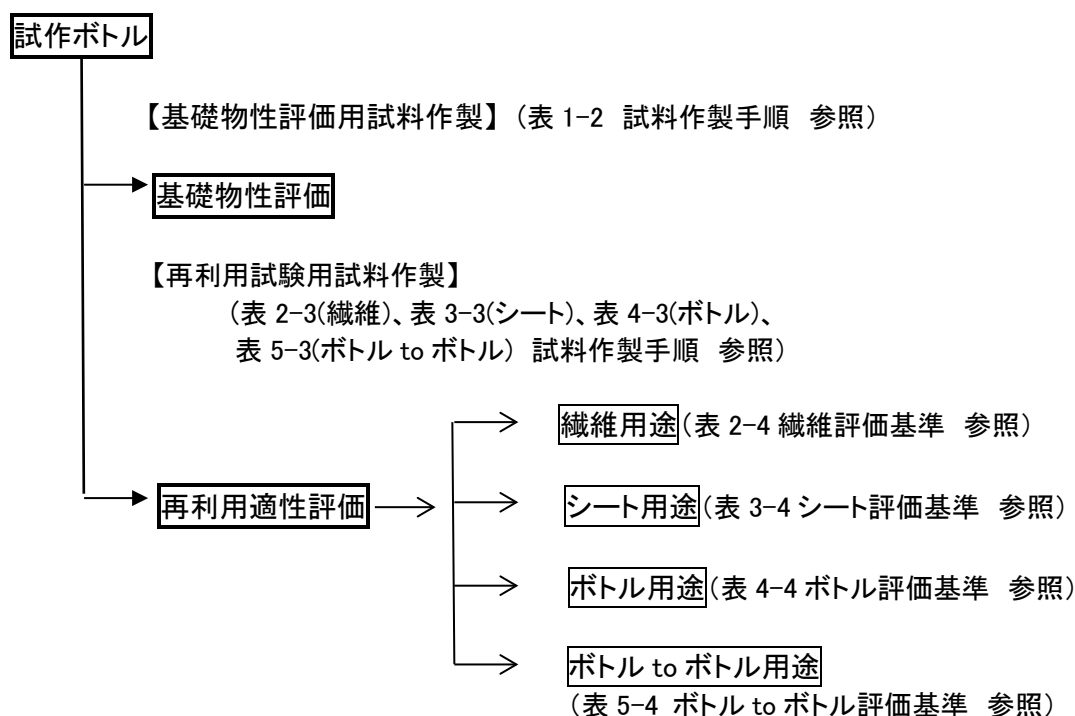 試作ボトル
【基礎物性評価用試料作製】（表 1-2 試料作製手順 参照）
基礎物性評価
【再利用試験用試料作製】
（表 2-3(繊維)、表 3-3(シート)、表 4-3(ボトル)、
表 5-3(ボトル to ボトル） 試料作製手順 参照）
繊維用途（表 2-4 繊維評価基準 参照）
再利用適性評価
シート用途（表 3-4 シート評価基準 参照）
ボトル用途（表 4-4 ボトル評価基準 参照）
ボトル to ボトル用途
（表 5-4 ボトル to ボトル評価基準 参照）